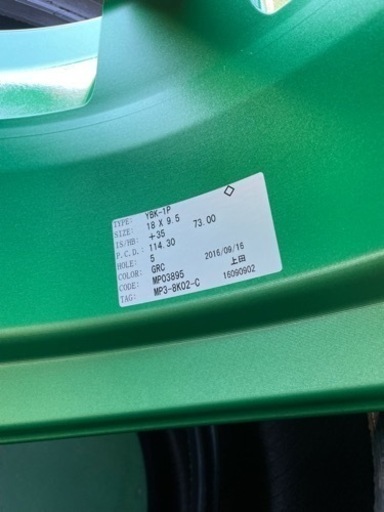 TYPE: YBK-1P
SIZE: 18 X 9.5
IS/HB: +35 73.00
P.C.D.: 114.30
HOLE: 5
COLOR: GRC 2016/09/16
CODE: MP03895 上田
TAG: MP3-8K02-C 16090902